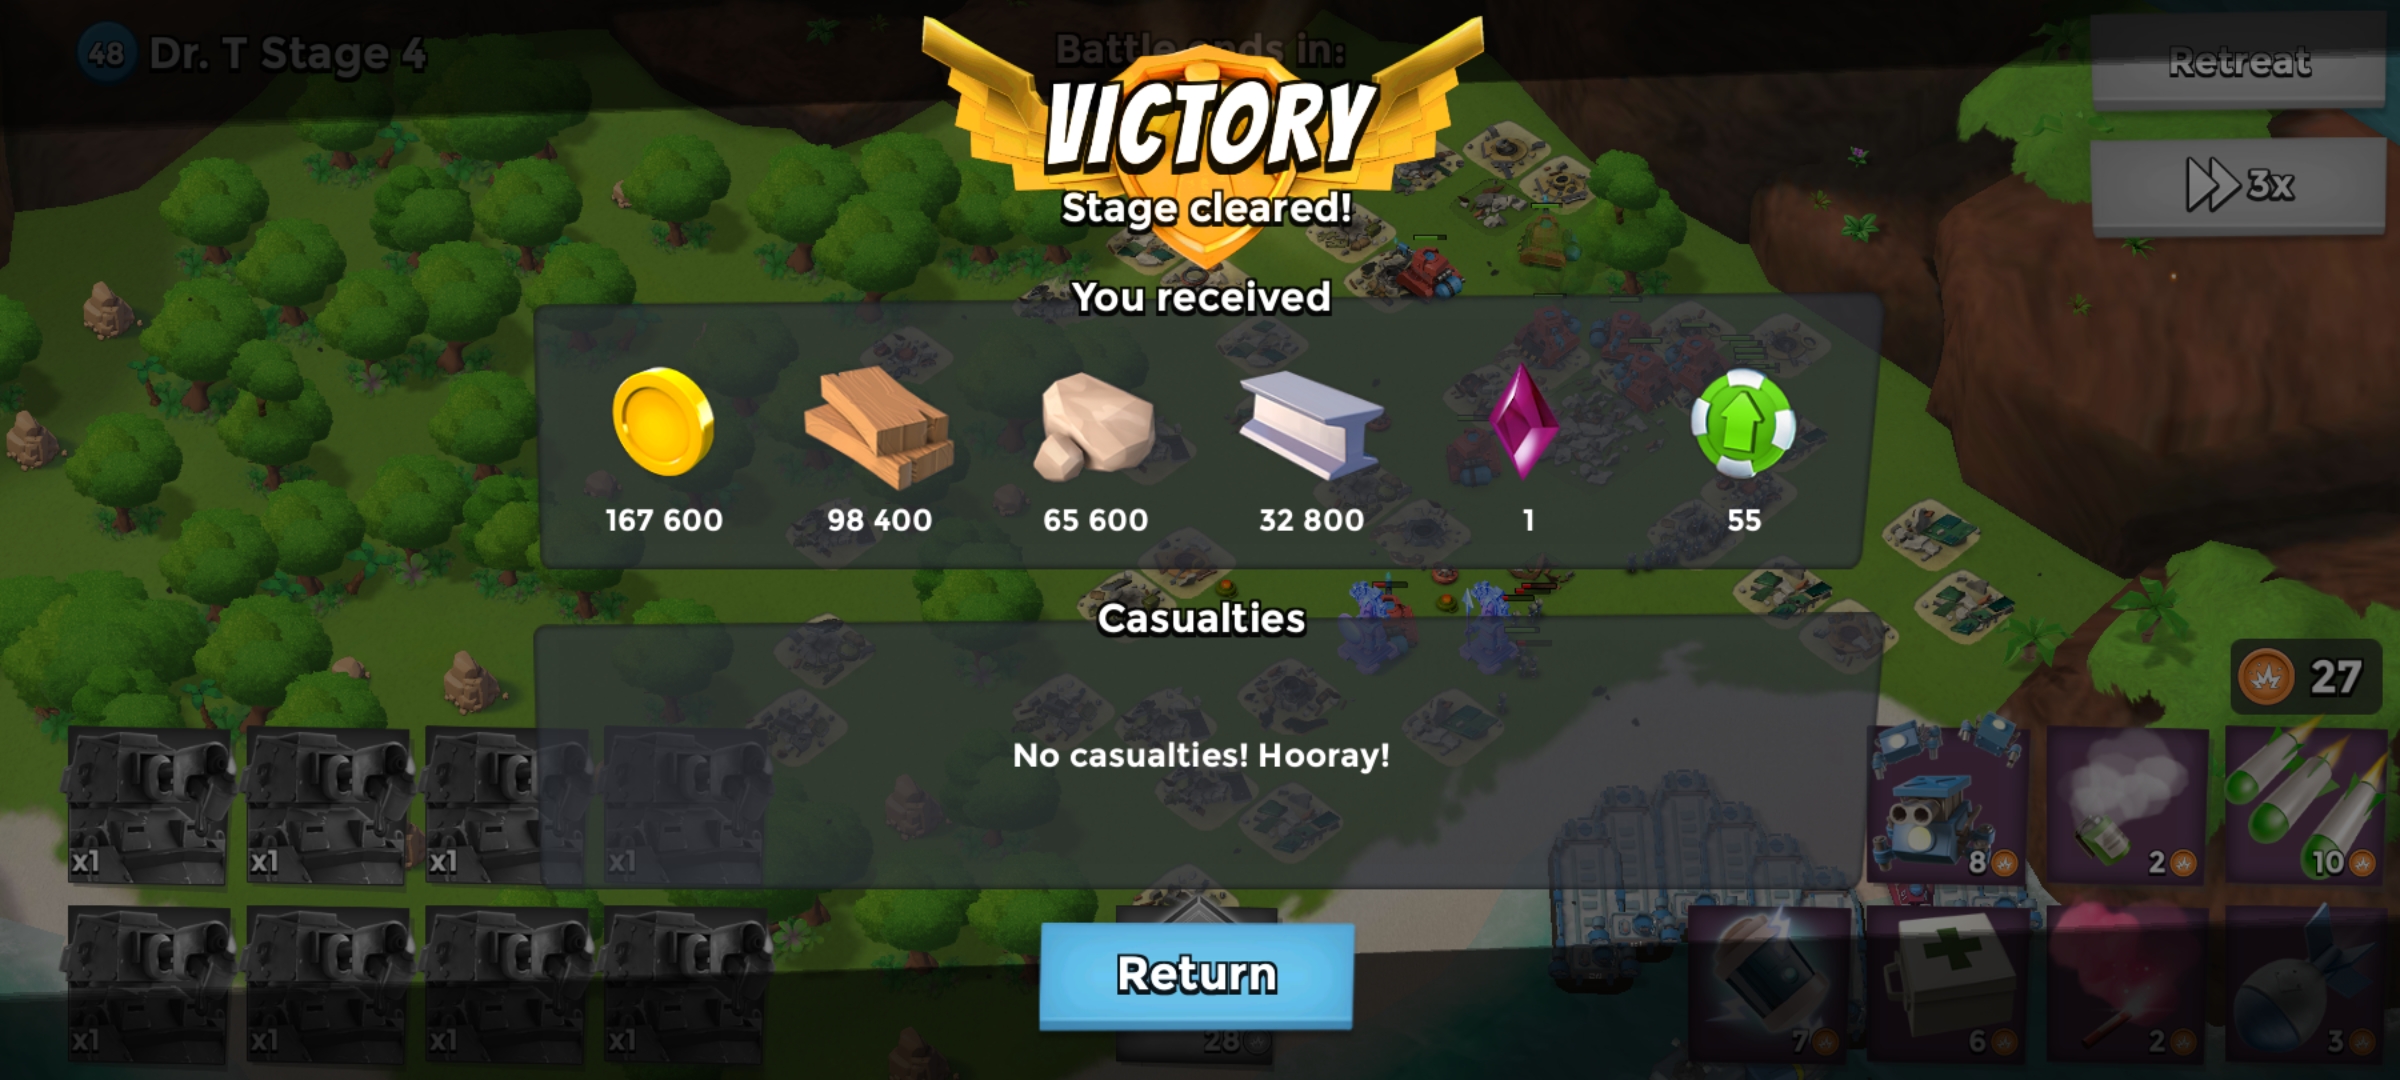 48 Dr. T Stage 4
Battle ends in:
Retreat
VICTORY
Stage cleared!
3x
You received
167 600
98 400
65 600
32 800
1
55
Casualties
27
No casualties! Hooray!
x1
x1
x1
x1
8
2
10
Return
x1
x1
x1
x1
28
7
6
2
3